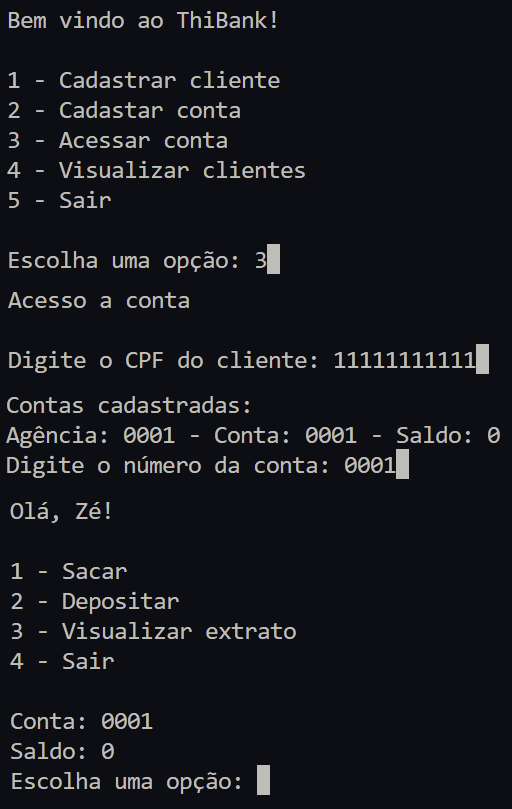 Bem vindo ao ThiBank!
1 - Cadastrar cliente
2 - Cadastar conta
3 - Acessar conta
4 - Visualizar clientes
5 - Sair
Escolha uma opção: 3
Acesso a conta
Digite o CPF do cliente: 11111111111
Contas cadastradas:
Agência: 0001 - Conta: 0001 - Saldo: 0
Digite o número da conta: 0001
Olá, Zé!
1 - Sacar
2 - Depositar
3 - Visualizar extrato
4 - Sair
Conta: 0001
Saldo: 0
Escolha uma opção: